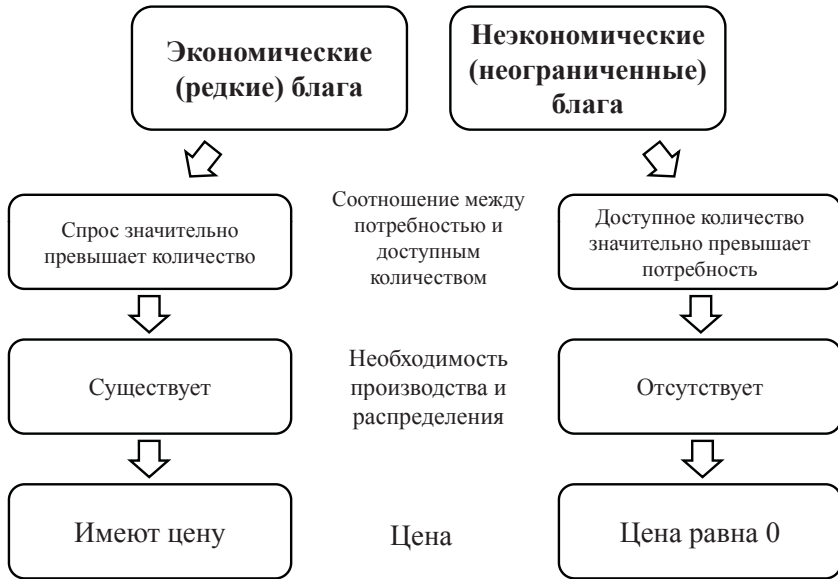 Экономические
(редкие) блага
Неэкономические
(неограниченные)
блага
Спрос значительно
превышает количество
Соотношение между
потребностью и
доступным
количеством
Доступное количество
значительно превышает
потребность
Существует
Необходимость
производства и
распределения
Отсутствует
Имеют цену
Цена
Цена равна 0